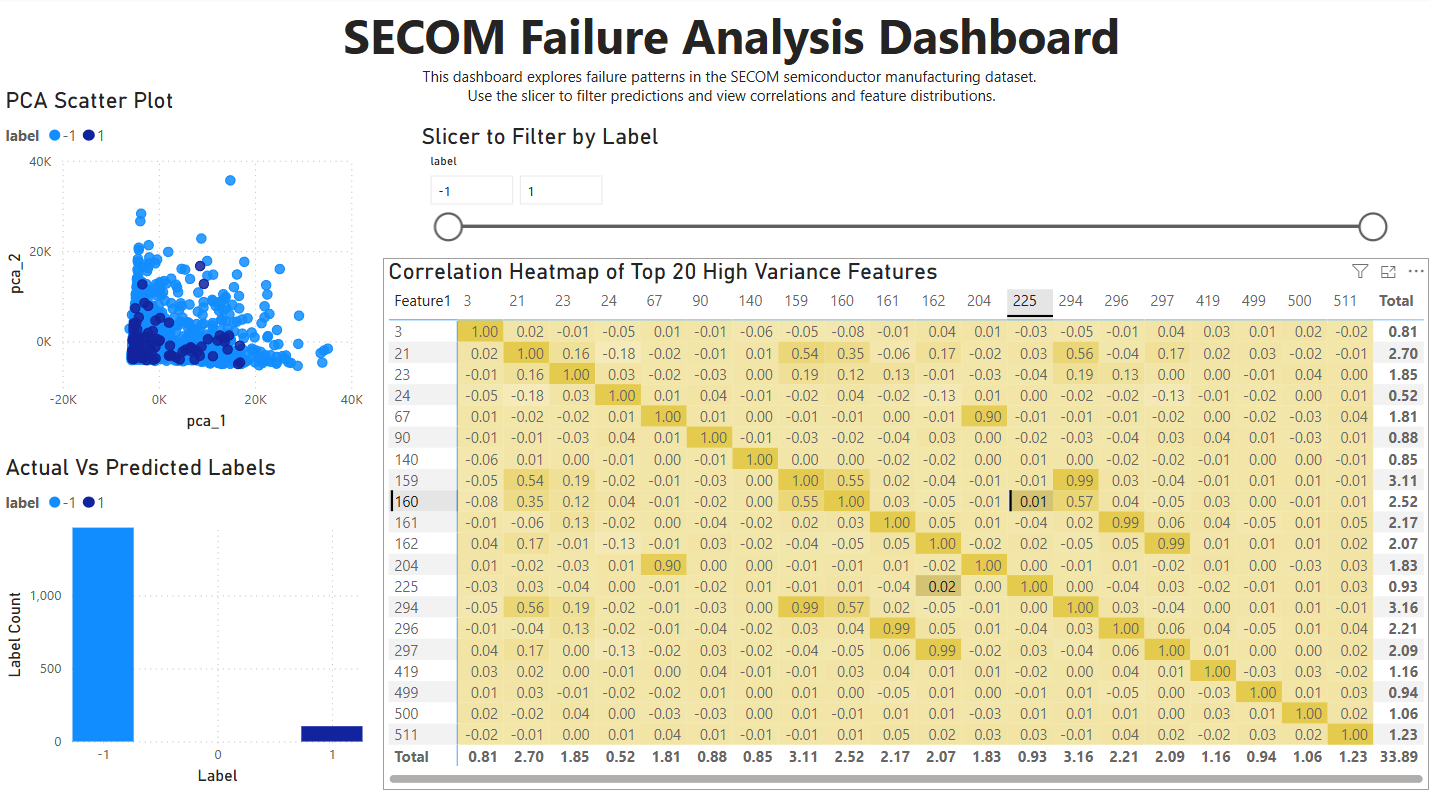 SECOM Failure Analysis Dashboard
This dashboard explores failure patterns in the SECOM semiconductor manufacturing dataset.
Use the slicer to filter predictions and view correlations and feature distributions.
PCA Scatter Plot
label -1 1
40K
20K
0K
pca_2
-20K 0K 20K 40K
pca_1
Slicer to Filter by Label
label
-1 1
Actual Vs Predicted Labels
label -1 1
1,000
500
0
Label Count
-1 0 1
Label
Correlation Heatmap of Top 20 High Variance Features
Feature1 3 21 23 24 67 90 140 159 160 161 162 204 225 294 296 297 419 499 500 511 Total
3 1.00 0.02 -0.01 -0.05 0.01 -0.01 -0.06 -0.05 -0.08 -0.01 0.04 0.01 -0.03 -0.05 -0.01 0.04 0.03 0.01 0.02 -0.02 0.81
21 0.02 1.00 0.16 -0.18 -0.02 -0.01 0.01 0.54 0.35 -0.06 0.17 -0.02 0.03 0.56 -0.04 0.17 0.02 0.03 -0.02 -0.01 2.70
23 -0.01 0.16 1.00 0.03 -0.02 -0.03 0.00 0.19 0.12 0.13 -0.01 -0.03 -0.04 0.19 0.13 0.00 0.00 -0.01 0.04 0.00 1.85
24 -0.05 -0.18 0.03 1.00 0.01 0.04 -0.01 -0.02 0.04 -0.02 -0.13 0.01 0.00 -0.02 -0.02 -0.13 -0.01 -0.02 0.00 -0.01 0.52
67 0.01 -0.02 -0.02 0.01 1.00 0.01 0.00 -0.01 -0.01 0.00 -0.01 0.90 -0.01 -0.01 -0.01 -0.02 0.00 -0.02 -0.03 0.04 1.81
90 -0.01 -0.01 -0.03 0.04 0.01 1.00 -0.01 -0.03 -0.02 -0.04 0.03 0.00 -0.02 -0.03 -0.04 0.03 0.04 0.01 -0.03 0.01 0.88
140 -0.06 0.01 0.00 -0.01 0.00 -0.01 1.00 0.00 0.00 -0.02 -0.02 0.01 0.01 0.00 -0.02 -0.02 -0.01 0.00 0.00 -0.01 0.85
159 -0.05 0.54 0.19 -0.02 -0.01 -0.03 0.00 1.00 0.55 0.02 -0.04 -0.01 -0.01 0.99 0.03 -0.04 -0.01 0.01 0.01 -0.01 3.11
160 -0.08 0.35 0.12 0.04 -0.01 -0.02 0.00 0.55 1.00 0.03 -0.05 -0.01 0.01 0.57 0.04 -0.05 0.03 0.00 -0.01 0.01 2.52
161 -0.01 -0.06 0.13 -0.02 0.00 -0.04 -0.02 0.02 0.03 1.00 0.05 0.01 -0.04 0.02 0.99 0.06 0.04 -0.05 0.01 0.05 2.17
162 0.04 0.17 -0.01 -0.13 -0.01 0.03 -0.02 -0.04 -0.05 0.05 1.00 -0.02 0.02 -0.05 0.05 0.99 0.01 0.01 0.01 0.02 2.07
204 0.01 -0.02 -0.03 0.01 0.90 0.00 0.01 -0.01 -0.01 0.01 -0.02 1.00 0.00 -0.01 0.01 -0.02 0.01 -0.01 -0.03 0.02 1.83
225 -0.03 0.03 -0.04 0.00 -0.01 -0.02 0.01 -0.01 0.01 -0.04 0.02 0.00 1.00 0.00 -0.04 0.03 -0.02 -0.01 0.01 0.03 0.93
294 -0.05 0.56 0.19 -0.02 -0.01 -0.03 0.00 0.99 0.57 0.02 -0.05 -0.01 0.00 1.00 0.03 -0.04 0.00 0.01 0.01 -0.01 3.16
296 -0.01 -0.04 0.13 -0.02 -0.01 -0.04 -0.02 0.03 0.04 0.99 0.05 0.01 -0.04 0.03 1.00 0.06 0.04 -0.05 0.01 0.04 2.21
297 0.04 0.17 0.00 -0.13 -0.02 0.03 -0.02 -0.04 -0.05 0.06 0.99 -0.02 0.03 -0.04 0.06 1.00 0.01 0.00 0.00 0.02 2.09
419 0.03 0.02 0.00 -0.01 0.00 0.04 -0.01 -0.01 0.03 0.04 0.01 0.01 -0.02 0.00 0.04 0.01 1.00 -0.03 0.03 -0.02 1.16
499 0.01 0.03 -0.01 -0.02 -0.02 0.01 0.00 0.01 0.00 -0.05 0.01 -0.01 -0.01 0.01 -0.05 0.00 -0.03 1.00 0.01 0.03 0.94
500 0.02 -0.02 0.04 0.00 -0.03 -0.03 0.00 0.01 -0.01 0.01 0.01 -0.03 0.01 0.01 0.01 0.00 0.03 0.01 1.00 0.02 1.06
511 -0.02 -0.01 0.00 -0.01 0.04 0.01 -0.01 -0.01 0.01 0.05 0.02 0.02 0.03 -0.01 0.04 0.02 -0.02 0.03 0.02 1.00 1.23
Total 0.81 2.70 1.85 0.52 1.81 0.88 0.85 3.11 2.52 2.17 2.07 1.83 0.93 3.16 2.21 2.09 1.16 0.94 1.06 1.23 33.89